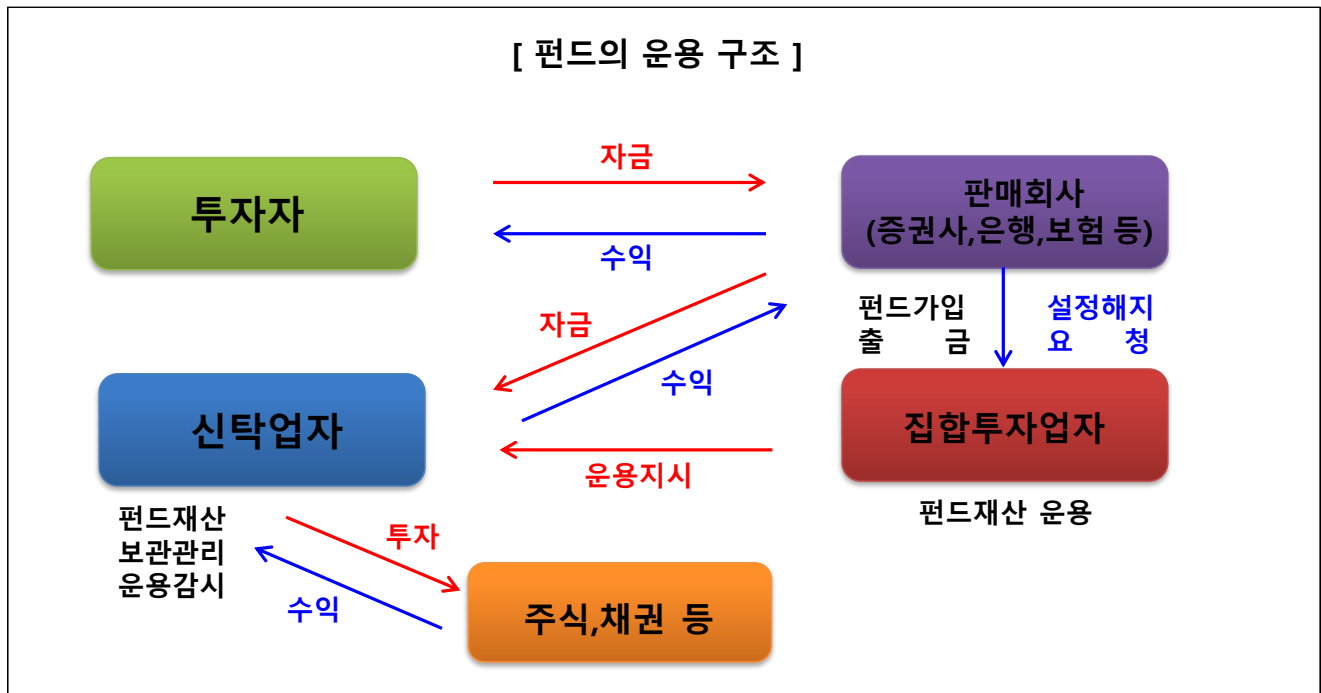 [ 펀드의 운용 구조 ]
자금
투자자
판매회사
(증권사,은행,보험 등)
수익
자금
펀드가입
출 금
설정해지
요 청
수익
신탁업자
집합투자업자
운용지시
펀드재산 운용
펀드재산
보관관리
운용감시
투자
수익
주식,채권 등